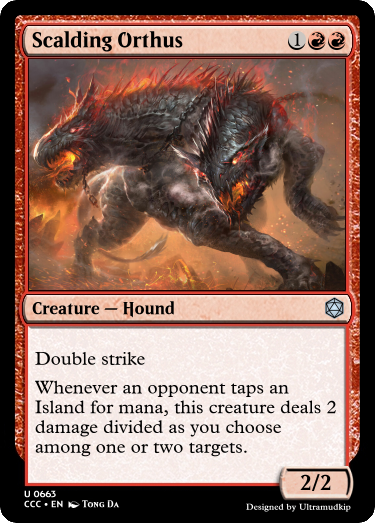 Scalding Orthus 1
Creature — Hound
Double strike
Whenever an opponent taps an
Island for mana, this creature deals 2
damage divided as you choose
among one or two targets.
2/2
U 0663
CCC • EN Tong Da
Designed by Ultramudkip